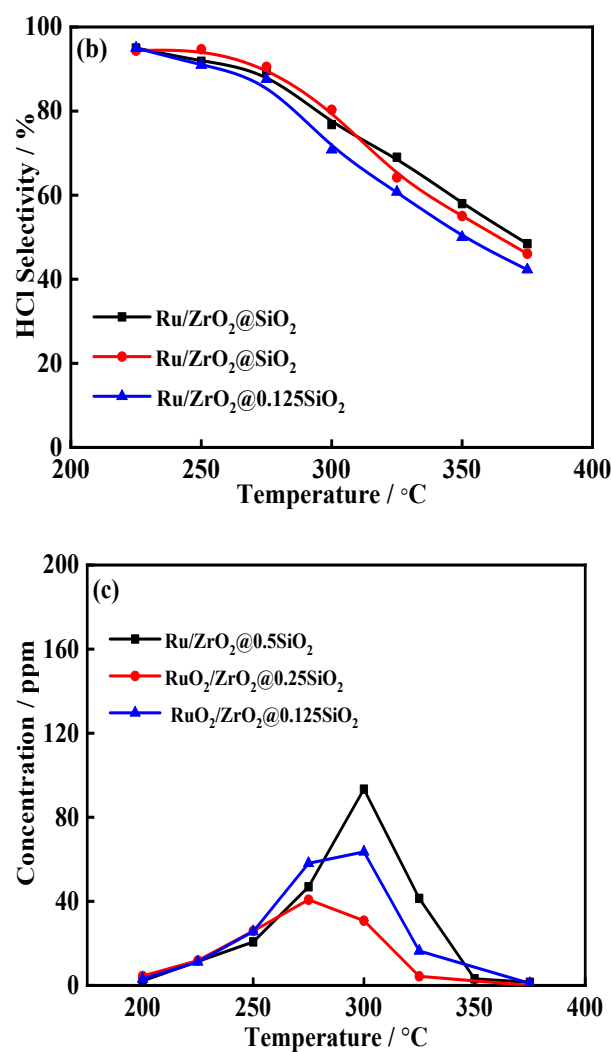 (b)
HCl Selectivity / %
100
80
60
40
20
0
Ru/ZrO₂@SiO₂
Ru/ZrO₂@SiO₂
Ru/ZrO₂@0.125SiO₂
200 250 300 350 400
Temperature / °C
(c)
Concentration / ppm
200
160
120
80
40
0
Ru/ZrO₂@0.5SiO₂
RuO₂/ZrO₂@0.25SiO₂
RuO₂/ZrO₂@0.125SiO₂
200 250 300 350 400
Temperature / °C